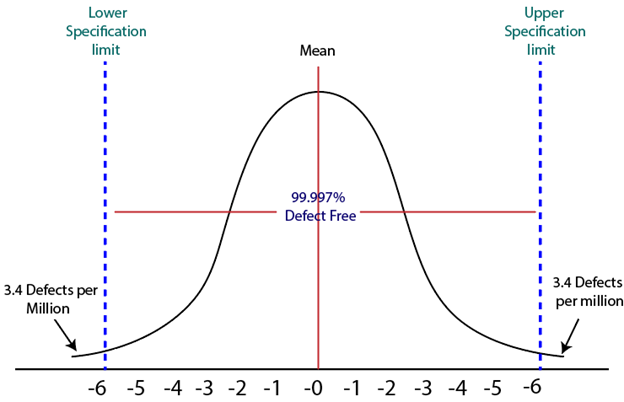 Lower
Specification
limit
Mean
Upper
Specification
limit
99.997%
Defect Free
3.4 Defects per
Million
3.4 Defects
per million
-6 -5 -4 -3 -2 -1 -0 -1 -2 -3 -4 -5 -6